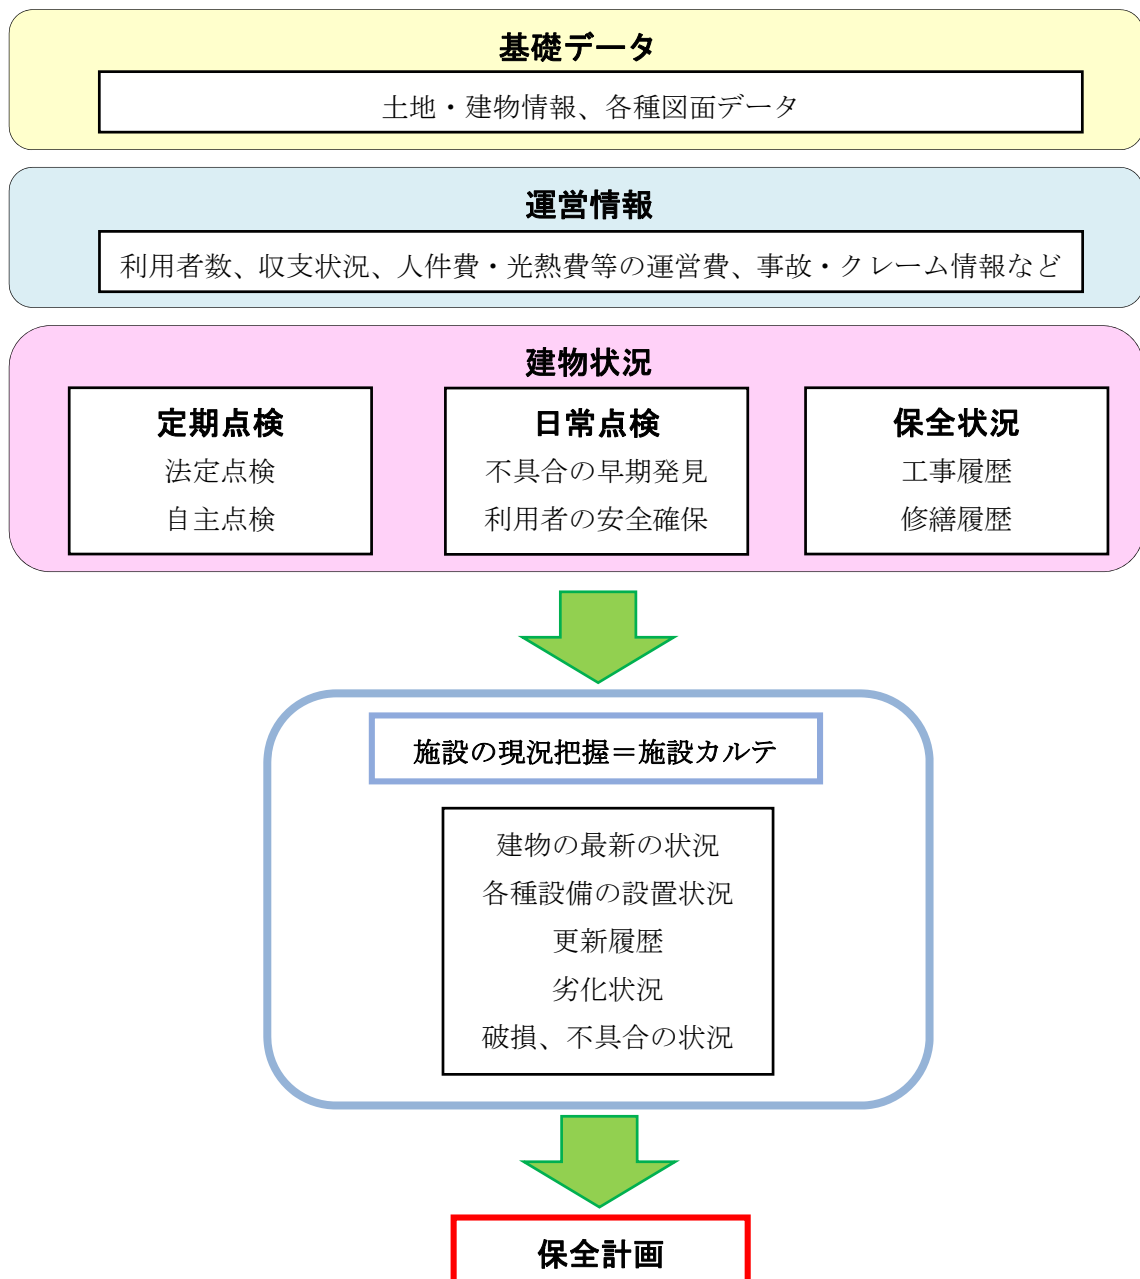 基礎データ
土地・建物情報、各種図面データ
運営情報
利用者数、収支状況、人件費・光熱費等の運営費、事故・クレーム情報など
建物状況
定期点検
法定点検
自主点検
日常点検
不具合の早期発見
利用者の安全確保
保全状況
工事履歴
修繕履歴
施設の現況把握＝施設カルテ
建物の最新の状況
各種設備の設置状況
更新履歴
劣化状況
破損、不具合の状況
保全計画